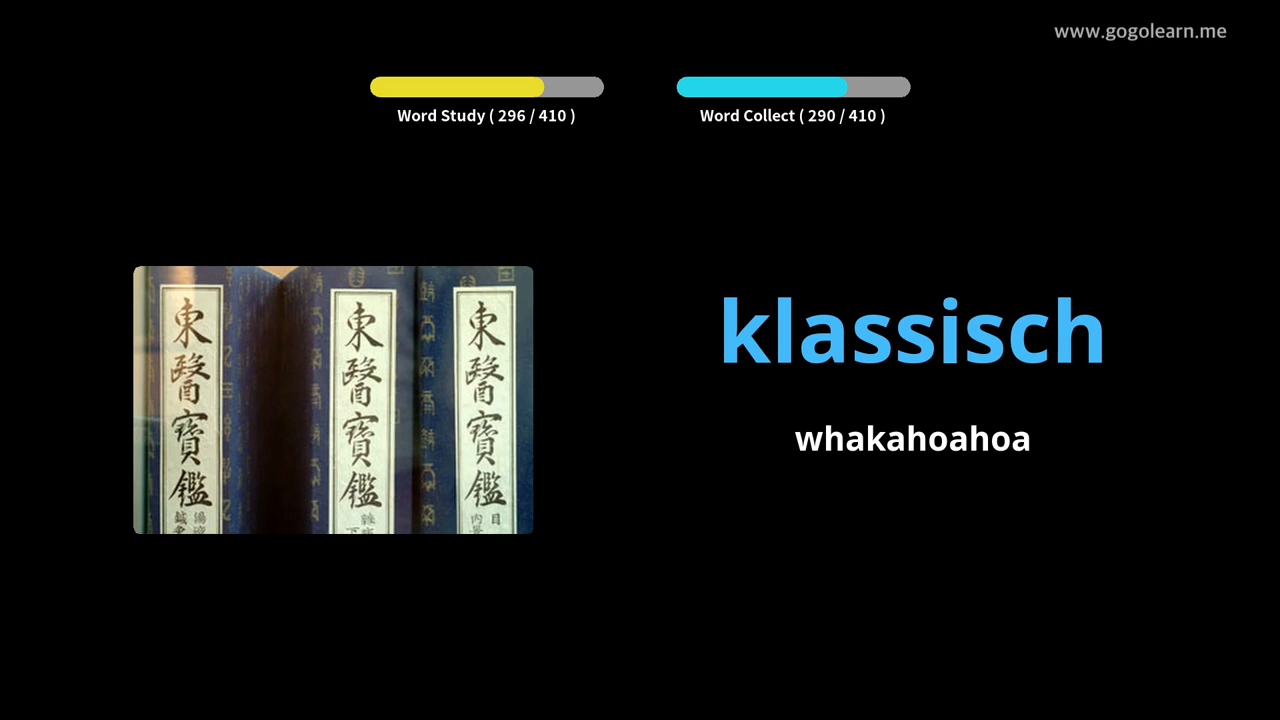 www.gogolearn.me
Word Study ( 296 / 410 )
Word Collect ( 290 / 410 )
東醫寶鑑
東醫寶鑑
東醫寶鑑
klassisch
whakahoahoa